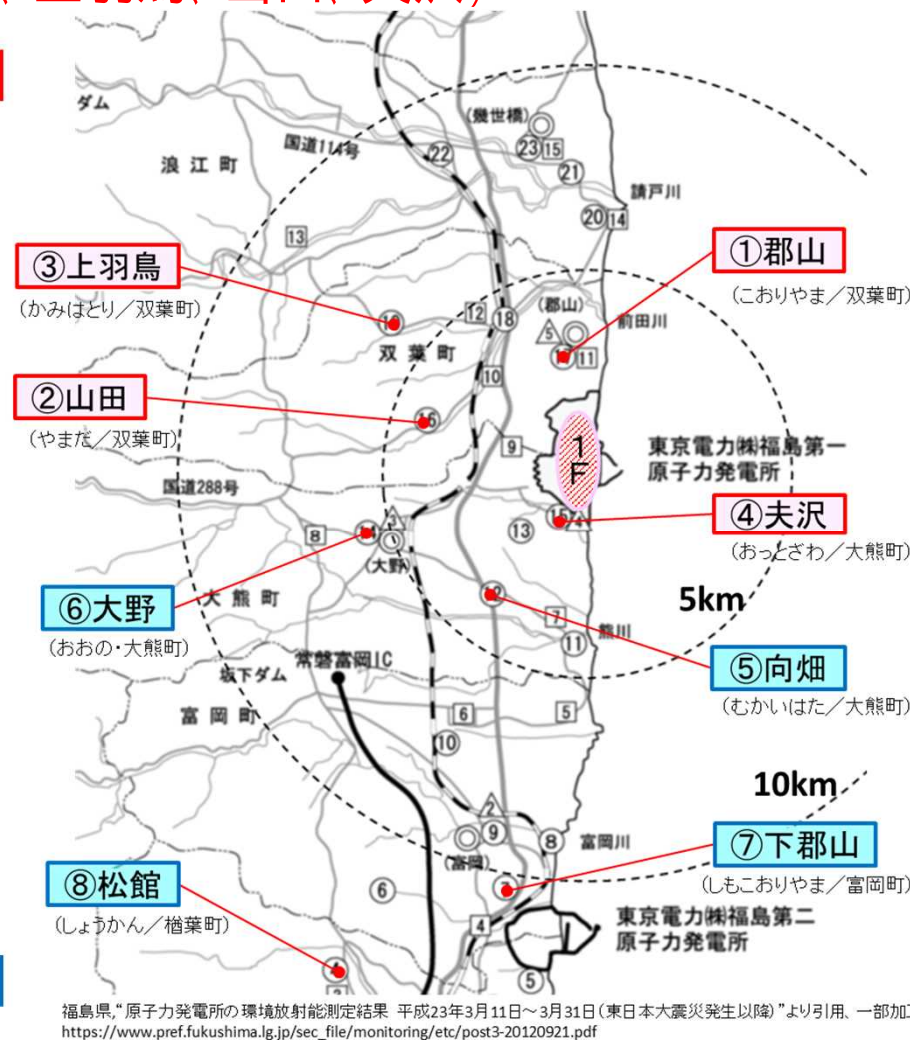 上羽鳥、山田、夫沢)
ダム
(幾世橋)
国道114号
22
23 15
浪江町
21
請戸川
20 14
13
③上羽鳥
(かみはとり/双葉町)
①郡山
(こおりやま/双葉町)
12
18
(郡山)
5
前田川
双葉町
11
10
②山田
(やまだ/双葉町)
9
1F
東京電力㈱福島第一
原子力発電所
国道288号
④夫沢
(おっとざわ/大熊町)
13
8
(大野)
大熊町
⑥大野
(おおの・大熊町)
5km
7
熊川
11
常磐富岡IC
⑤向畑
(むかいはた/大熊町)
坂下ダム
富岡町
6
5
10
10km
2
9
8
富岡川
(富岡)
⑦下郡山
(しもこおりやま/富岡町)
⑧松館
(しょうかん/楢葉町)
6
4
東京電力㈱福島第二
原子力発電所
5
福島県,“原子力発電所の環境放射能測定結果 平成23年3月11日~3月31日(東日本大震災発生以降)”より引用、一部加
https://www.pref.fukushima.lg.jp/sec_file/monitoring/etc/post3-20120921.pdf